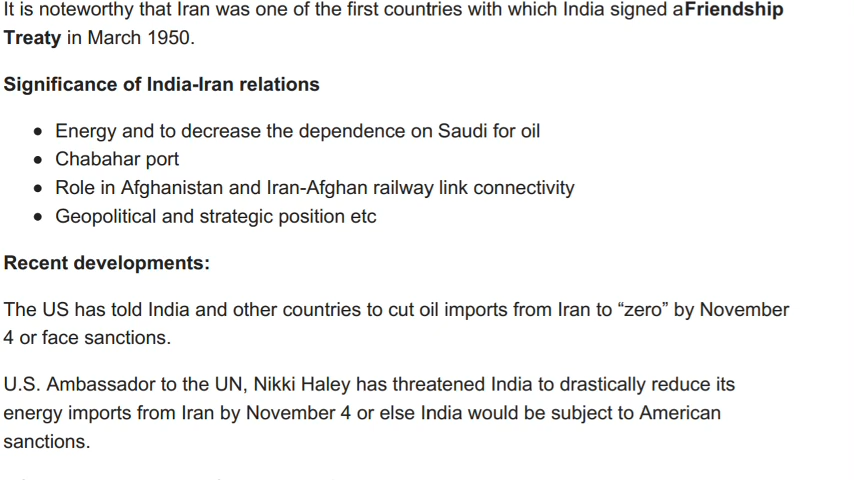 It is noteworthy that Iran was one of the first countries with which India signed aFriendship
Treaty in March 1950.
Significance of India-Iran relations
● Energy and to decrease the dependence on Saudi for oil
● Chabahar port
● Role in Afghanistan and Iran-Afghan railway link connectivity
● Geopolitical and strategic position etc
Recent developments:
The US has told India and other countries to cut oil imports from Iran to “zero” by November
4 or face sanctions.
U.S. Ambassador to the UN, Nikki Haley has threatened India to drastically reduce its
energy imports from Iran by November 4 or else India would be subject to American
sanctions.